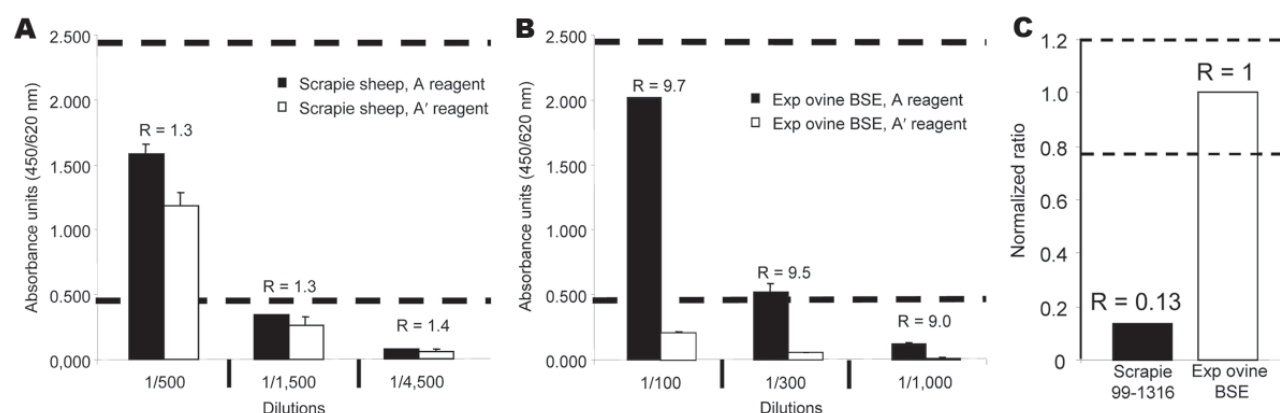 A
Absorbance units (450/620 nm)
2.500
2.000
1.500
1.000
0.500
0.000
Scrapie sheep, A reagent
Scrapie sheep, A′ reagent
R = 1.3
R = 1.3
R = 1.4
1/500
1/1,500
1/4,500
Dilutions
B
Absorbance units (450/620 nm)
2.500
2.000
1.500
1.000
0.500
0.000
R = 9.7
Exp ovine BSE, A reagent
Exp ovine BSE, A′ reagent
R = 9.5
R = 9.0
1/100
1/300
1/1,000
Dilutions
C
Normalized ratio
1.2
1.0
0.8
0.6
0.4
0.2
0
R = 1
R = 0.13
Scrapie
99-1316
Exp ovine
BSE